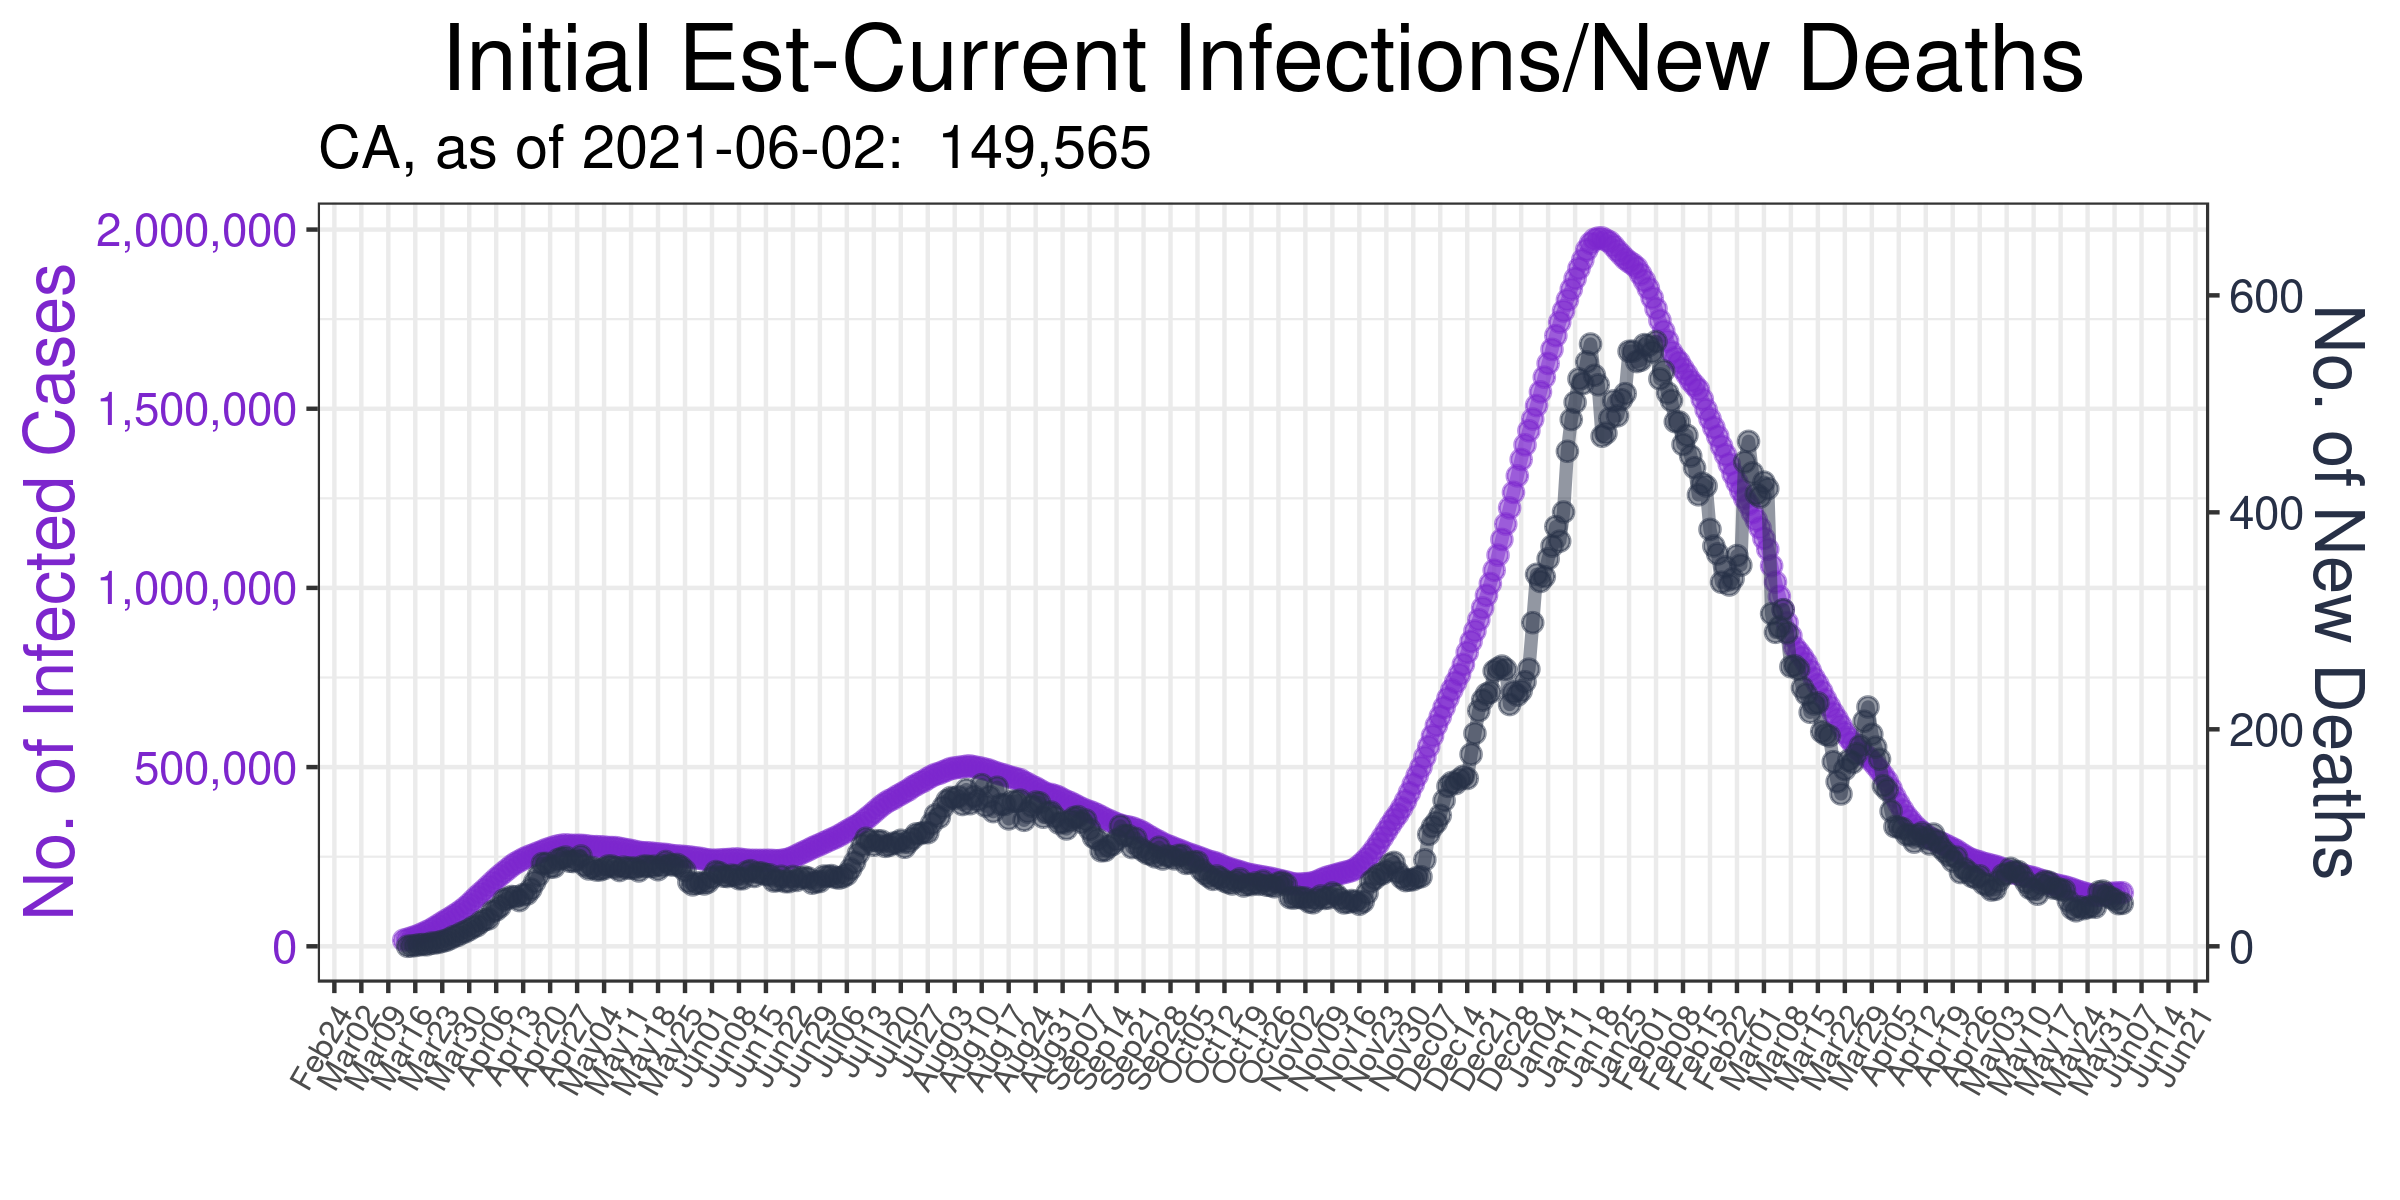 Initial Est-Current Infections/New Deaths
CA, as of 2021-06-02:  149,565
No. of Infected Cases
2,000,000
1,500,000
1,000,000
500,000
0
No. of New Deaths
600
400
200
0
Feb24
Mar02
Mar09
Mar16
Mar23
Mar30
Apr06
Apr13
Apr20
Apr27
May04
May11
May18
May25
Jun01
Jun08
Jun15
Jun22
Jun29
Jul06
Jul13
Jul20
Jul27
Aug03
Aug10
Aug17
Aug24
Aug31
Sep07
Sep14
Sep21
Sep28
Oct05
Oct12
Oct19
Oct26
Nov02
Nov09
Nov16
Nov23
Nov30
Dec07
Dec14
Dec21
Dec28
Jan04
Jan11
Jan18
Jan25
Feb01
Feb08
Feb15
Feb22
Mar01
Mar08
Mar15
Mar22
Mar29
Apr05
Apr12
Apr19
Apr26
May03
May10
May17
May24
May31
Jun07
Jun14
Jun21